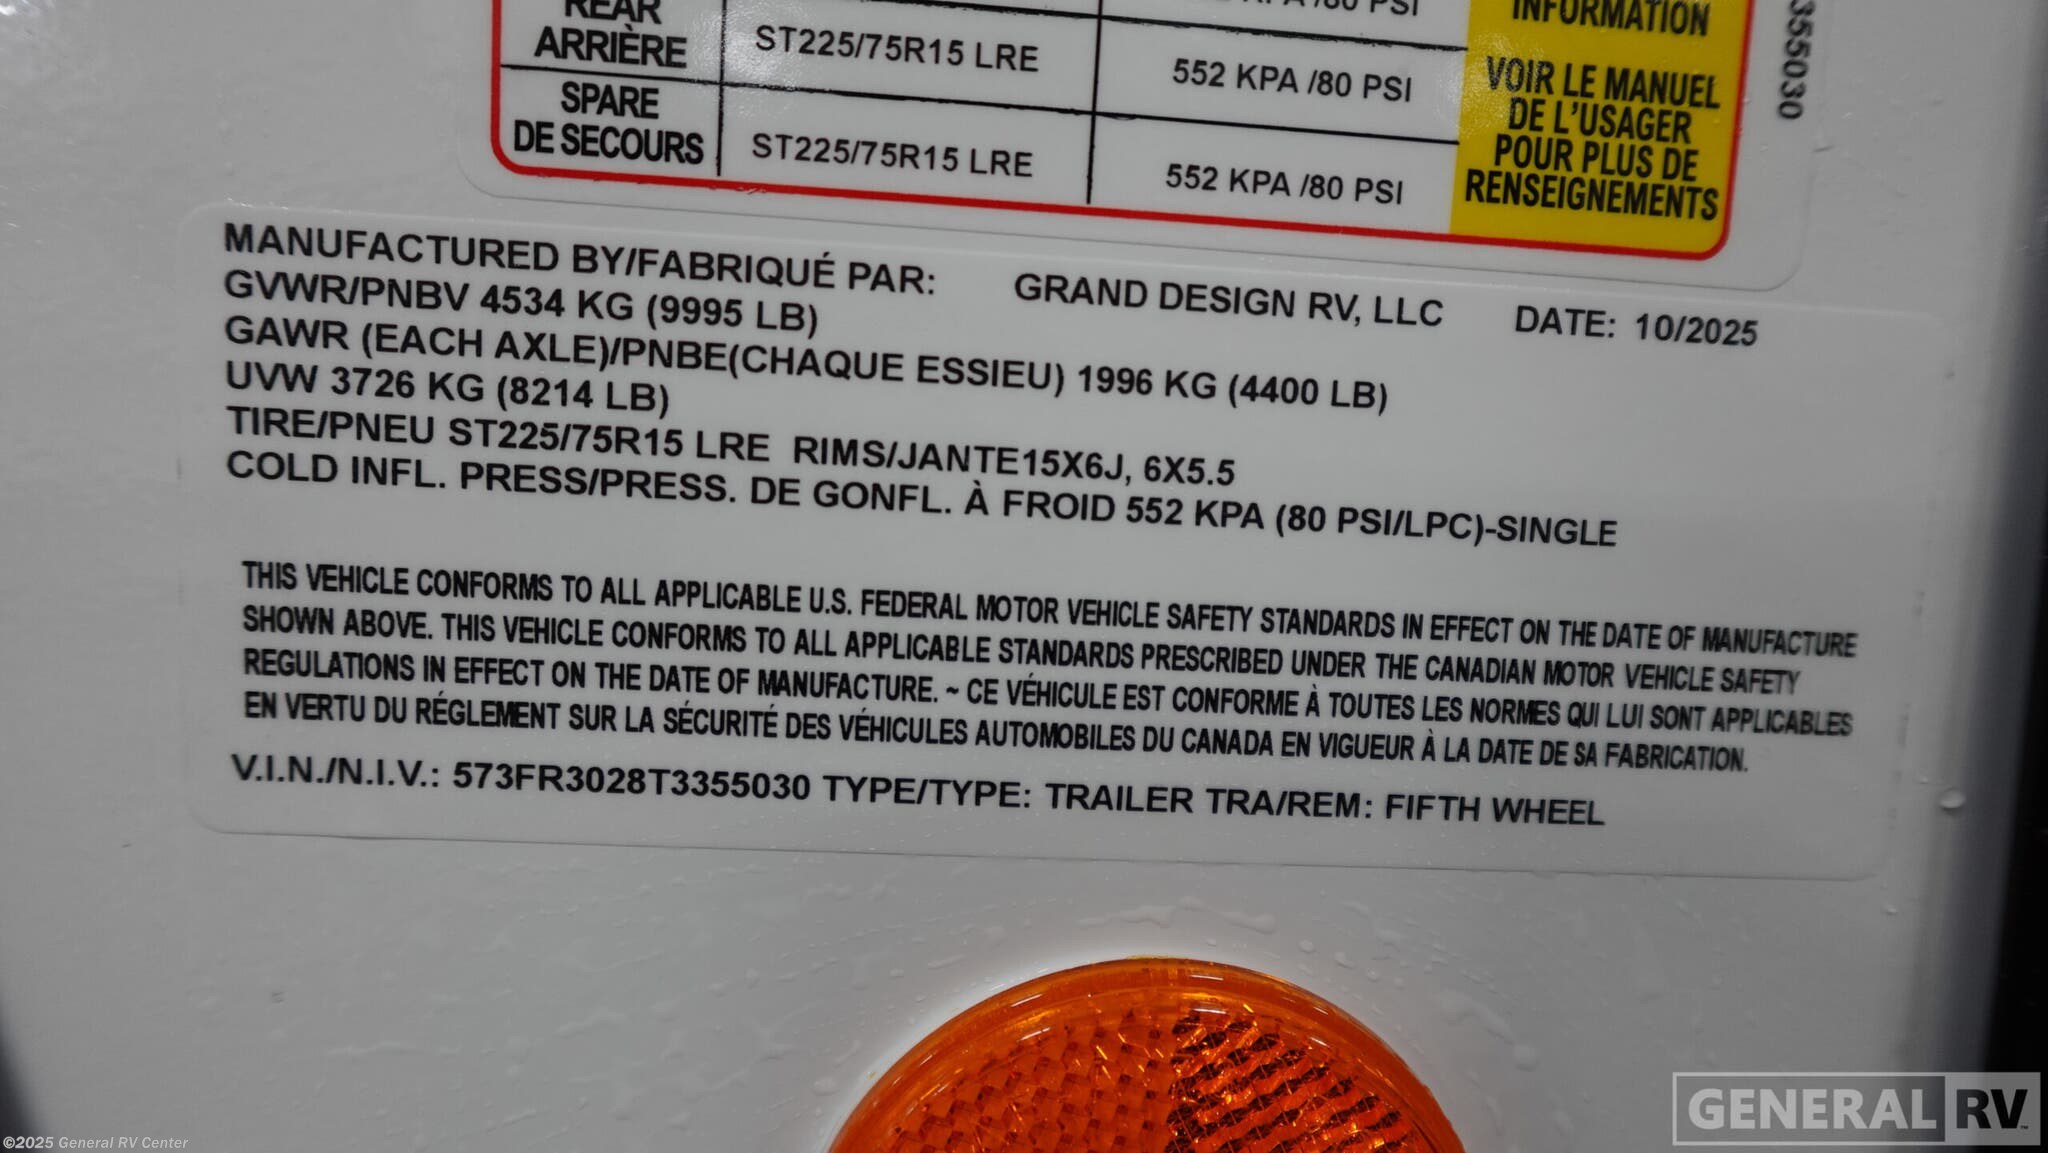 REAR
ARRIÈRE
ST225/75R15 LRE
552 KPA /80 PSI
SPARE
DE SECOURS
ST225/75R15 LRE
552 KPA /80 PSI
INFORMATION
VOIR LE MANUEL
DE L'USAGER
POUR PLUS DE
RENSEIGNEMENTS
355030
MANUFACTURED BY/FABRIQUÉ PAR: GRAND DESIGN RV, LLC DATE: 10/2025
GVWR/PNBV 4534 KG (9995 LB)
GAWR (EACH AXLE)/PNBE(CHAQUE ESSIEU) 1996 KG (4400 LB)
UVW 3726 KG (8214 LB)
TIRE/PNEU ST225/75R15 LRE RIMS/JANTE15X6J, 6X5.5
COLD INFL. PRESS/PRESS. DE GONFL. À FROID 552 KPA (80 PSI/LPC)-SINGLE
THIS VEHICLE CONFORMS TO ALL APPLICABLE U.S. FEDERAL MOTOR VEHICLE SAFETY STANDARDS IN EFFECT ON THE DATE OF MANUFACTURE
SHOWN ABOVE. THIS VEHICLE CONFORMS TO ALL APPLICABLE STANDARDS PRESCRIBED UNDER THE CANADIAN MOTOR VEHICLE SAFETY
REGULATIONS IN EFFECT ON THE DATE OF MANUFACTURE. ~ CE VÉHICULE EST CONFORME À TOUTES LES NORMES QUI LUI SONT APPLICABLES
EN VERTU DU RÉGLEMENT SUR LA SÉCURITÉ DES VÉHICULES AUTOMOBILES DU CANADA EN VIGUEUR À LA DATE DE SA FABRICATION.
V.I.N./N.I.V.: 573FR3028T3355030 TYPE/TYPE: TRAILER TRA/REM: FIFTH WHEEL
GENERAL RV
©2025 General RV Center